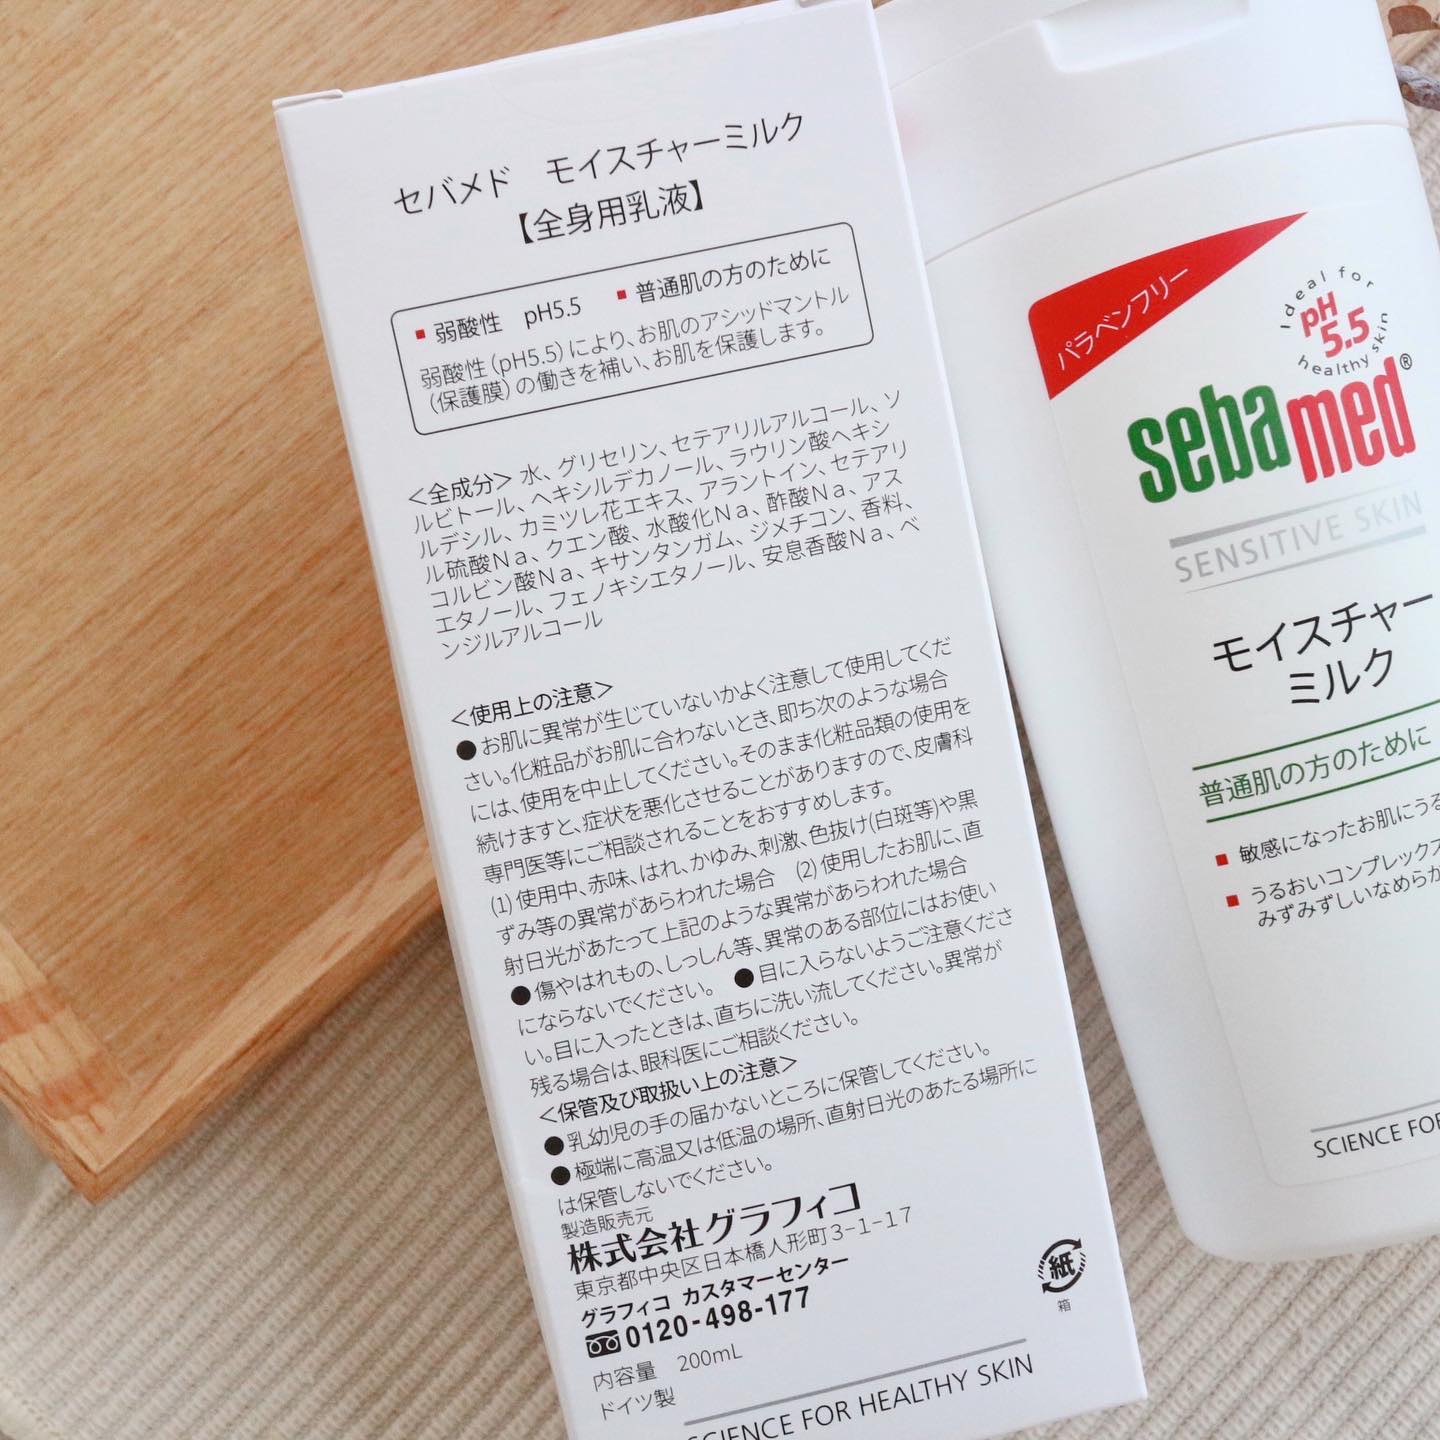 セバメド　モイスチャーミルク
【全身用乳液】
■ 弱酸性　pH5.5　■ 普通肌の方のために
弱酸性（pH5.5）により、お肌のアシッドマントル
（保護膜）の働きを補い、お肌を保護します。
＜全成分＞水、グリセリン、セテアリルアルコール、ソ
ルビトール、ヘキシルデカノール、ラウリン酸ヘキシ
ルデシル、カミツレ花エキス、アラントイン、セテアリ
ル硫酸Ｎａ、クエン酸、水酸化Ｎａ、酢酸Ｎａ、アス
コルビン酸Ｎａ、キサンタンガム、ジメチコン、香料、
エタノール、フェノキシエタノール、安息香酸Ｎａ、ベ
ンジルアルコール
＜使用上の注意＞
●お肌に異常が生じていないかよく注意して使用してくだ
さい。化粧品がお肌に合わないとき、即ち次のような場合
には、使用を中止してください。そのまま化粧品類の使用を
続けますと、症状を悪化させることがありますので、皮膚科
専門医等にご相談されることをおすすめします。
(1) 使用中、赤味、はれ、かゆみ、刺激、色抜け(白斑等)や黒
ずみ等の異常があらわれた場合　(2) 使用したお肌に、直
射日光があたって上記のような異常があらわれた場合
●傷やはれもの、しっしん等、異常のある部位にはお使い
にならないでください。　●目に入らないようご注意くださ
い。目に入ったときは、直ちに洗い流してください。異常が
残る場合は、眼科医にご相談ください。
＜保管及び取扱い上の注意＞
●乳幼児の手の届かないところに保管してください。
●極端に高温又は低温の場所、直射日光のあたる場所に
は保管しないでください。
製造販売元
株式会社グラフィコ
東京都中央区日本橋人形町３−１−１７
グラフィコ カスタマーセンター
0120-498-177
内容量　200mL
ドイツ製
紙
箱
SCIENCE FOR HEALTHY SKIN
パラベンフリー
Ideal for
pH
5.5
healthy skin
sebamed®
SENSITIVE SKIN
モイスチャー
ミルク
普通肌の方のために
■ 敏感になったお肌にうる
■ うるおいコンプレックス
みずみずしいなめらか
SCIENCE FOR